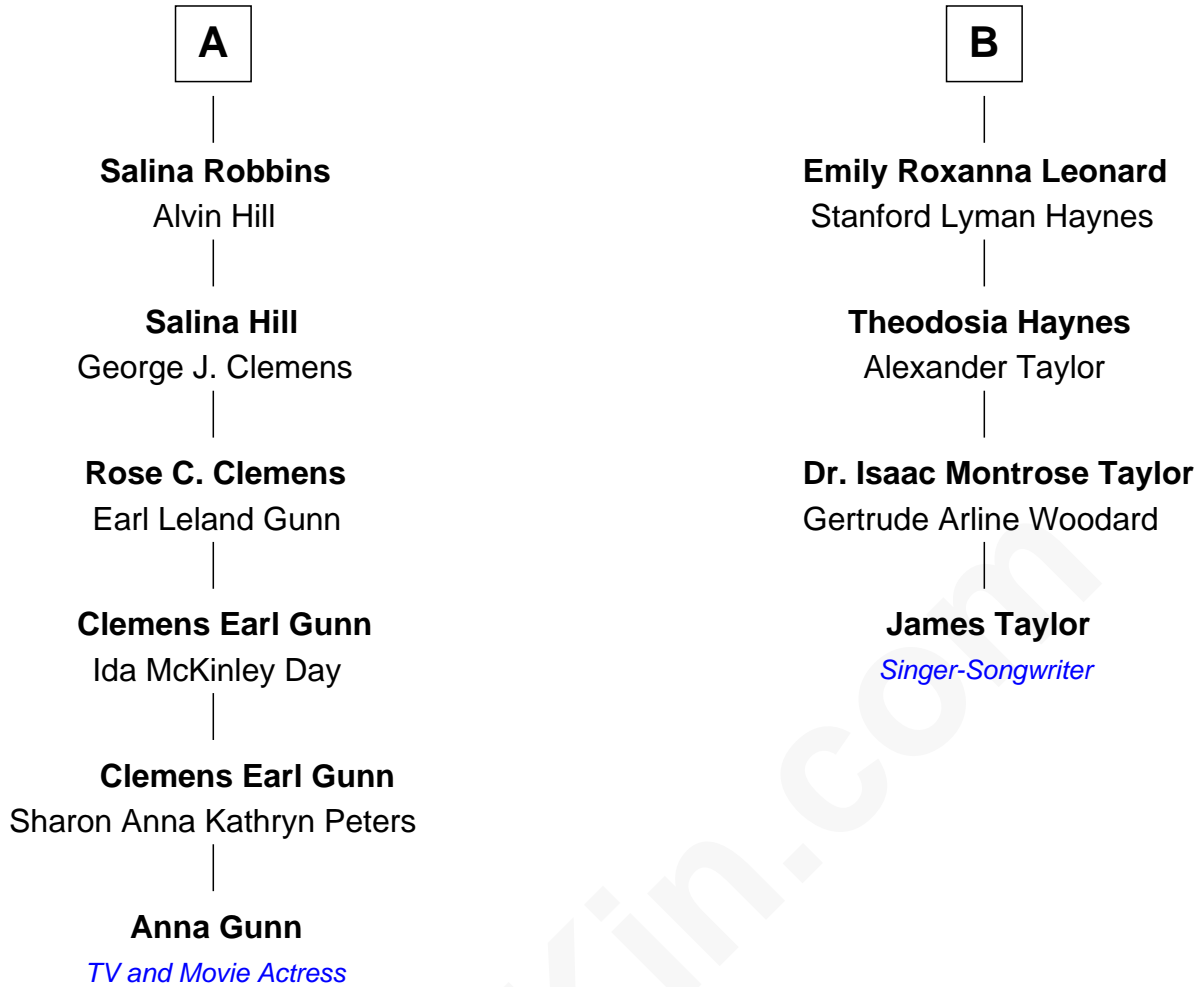 A
Salina Robbins
Alvin Hill
Salina Hill
George J. Clemens
Rose C. Clemens
Earl Leland Gunn
Clemens Earl Gunn
Ida McKinley Day
Clemens Earl Gunn
Sharon Anna Kathryn Peters
Anna Gunn
TV and Movie Actress
B
Emily Roxanna Leonard
Stanford Lyman Haynes
Theodosia Haynes
Alexander Taylor
Dr. Isaac Montrose Taylor
Gertrude Arline Woodard
James Taylor
Singer-Songwriter
Kin.com